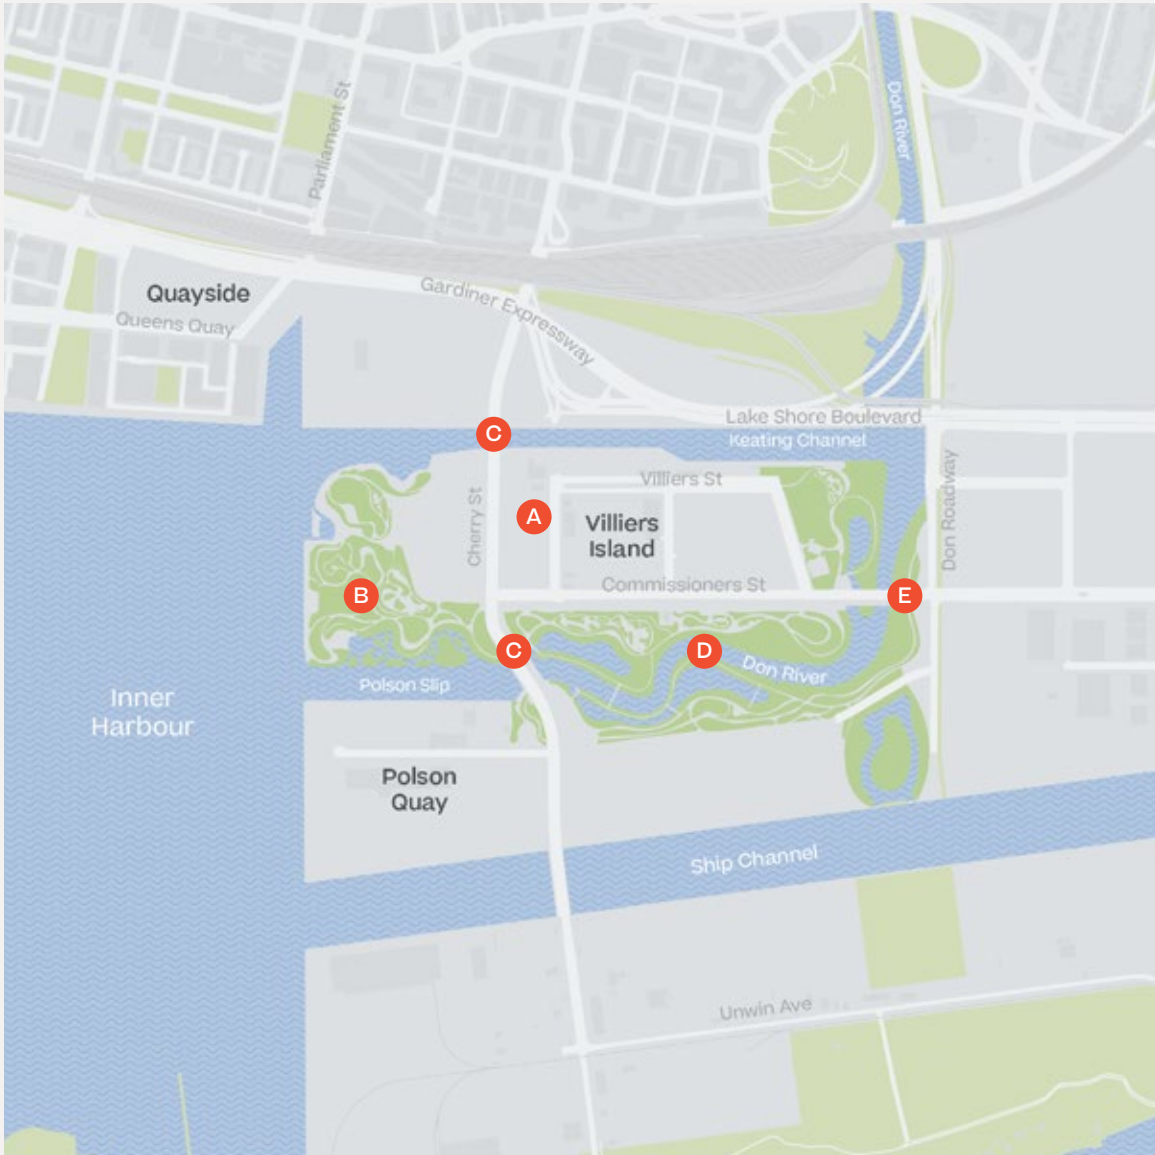 Parliament St
Don River
Quayside
Queens Quay
Gardiner Expressway
Lake Shore Boulevard
C
Keating Channel
Villiers St
Cherry St
A
Villiers
Island
Don Roadway
Commissioners St
B
E
C
D
Don River
Polson Slip
Inner
Harbour
Polson
Quay
Ship Channel
Unwin Ave